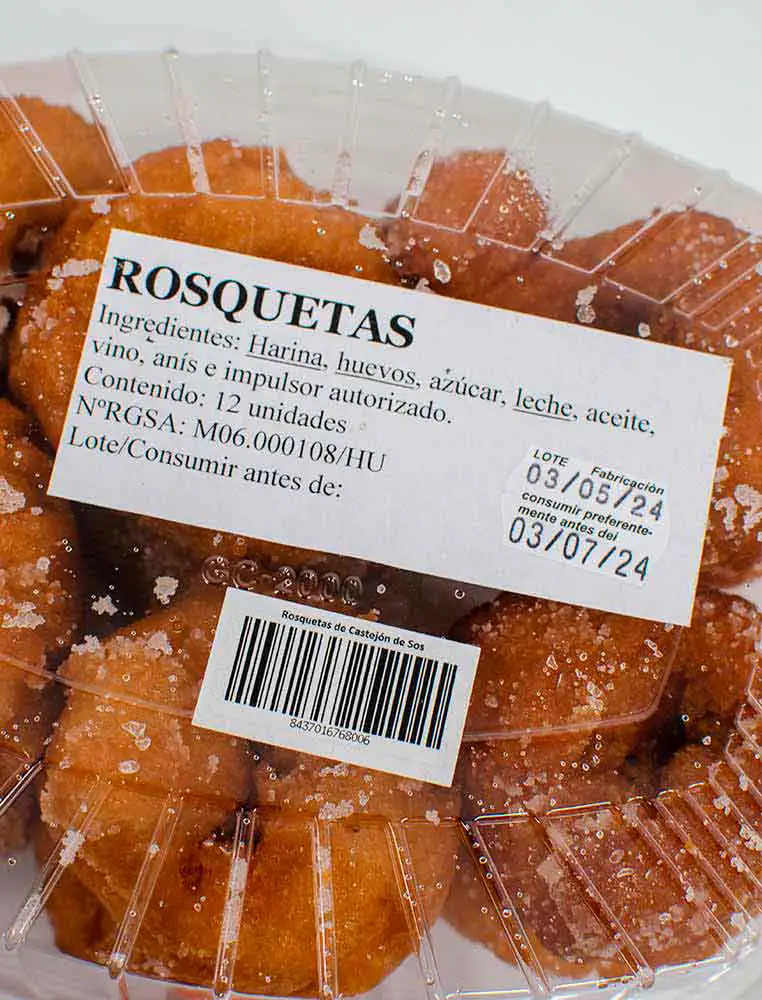 ROSQUETAS
Ingredientes: Harina, huevos, azúcar, leche, aceite,
vino, anís e impulsor autorizado.
Contenido: 12 unidades
NºRGSA: M06.000108/HU
Lote/Consumir antes de:
LOTE Fabricación
03/05/24
consumir preferente-
mente antes del
03/07/24
GC-2000
Rosquetas de Castejón de Sos
8437016768006